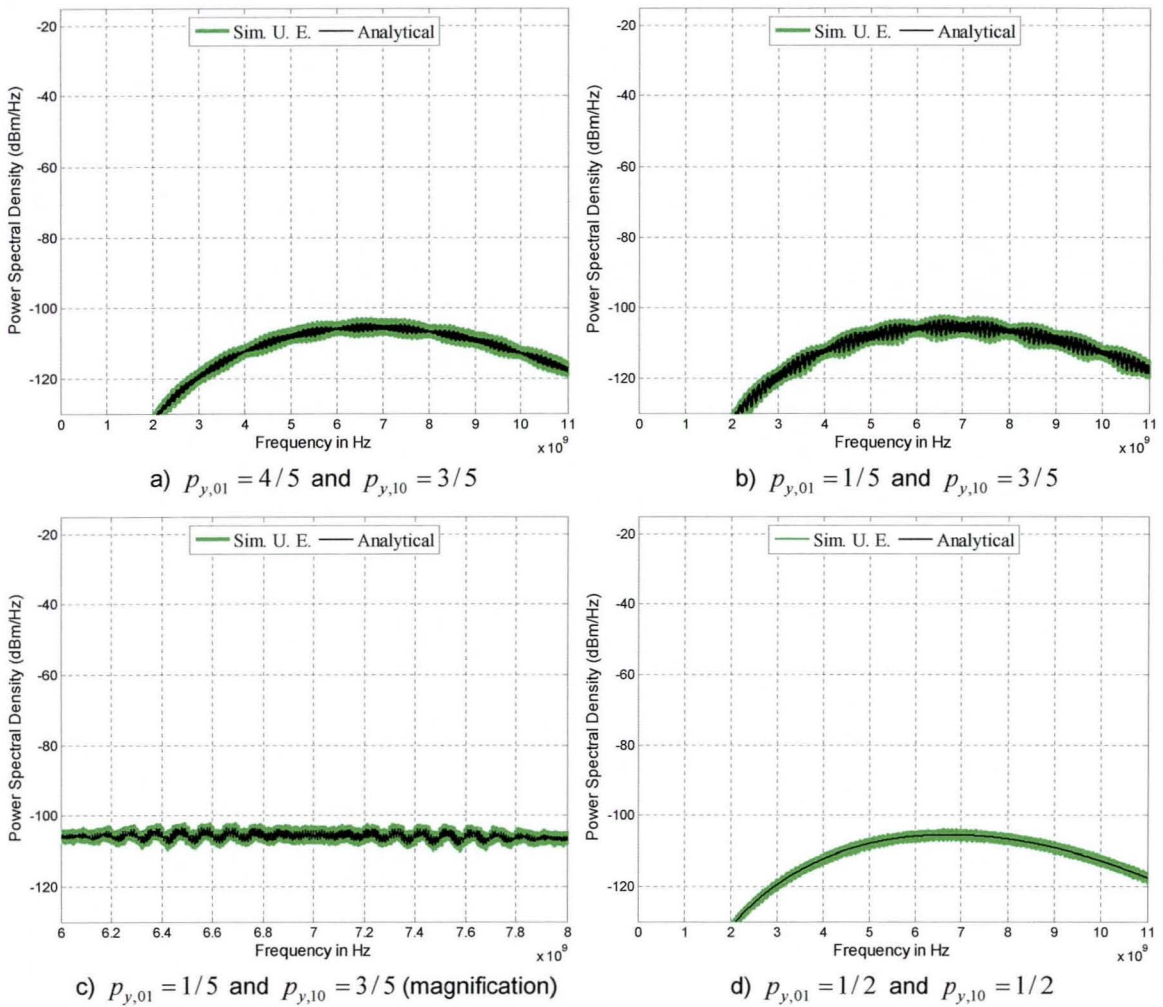 Sim. U. E. Analytical
Power Spectral Density (dBm/Hz)
-20
-40
-60
-80
-100
-120
0 1 2 3 4 5 6 7 8 9 10 11
Frequency in Hz
x 10^9
a) p_{y,01} = 4/5 and p_{y,10} = 3/5
Sim. U. E. Analytical
Power Spectral Density (dBm/Hz)
-20
-40
-60
-80
-100
-120
0 1 2 3 4 5 6 7 8 9 10 11
Frequency in Hz
x 10^9
b) p_{y,01} = 1/5 and p_{y,10} = 3/5
Sim. U. E. Analytical
Power Spectral Density (dBm/Hz)
-20
-40
-60
-80
-100
-120
6 6.2 6.4 6.6 6.8 7 7.2 7.4 7.6 7.8 8
Frequency in Hz
x 10^9
c) p_{y,01} = 1/5 and p_{y,10} = 3/5 (magnification)
Sim. U. E. Analytical
Power Spectral Density (dBm/Hz)
-20
-40
-60
-80
-100
-120
0 1 2 3 4 5 6 7 8 9 10 11
Frequency in Hz
x 10^9
d) p_{y,01} = 1/2 and p_{y,10} = 1/2